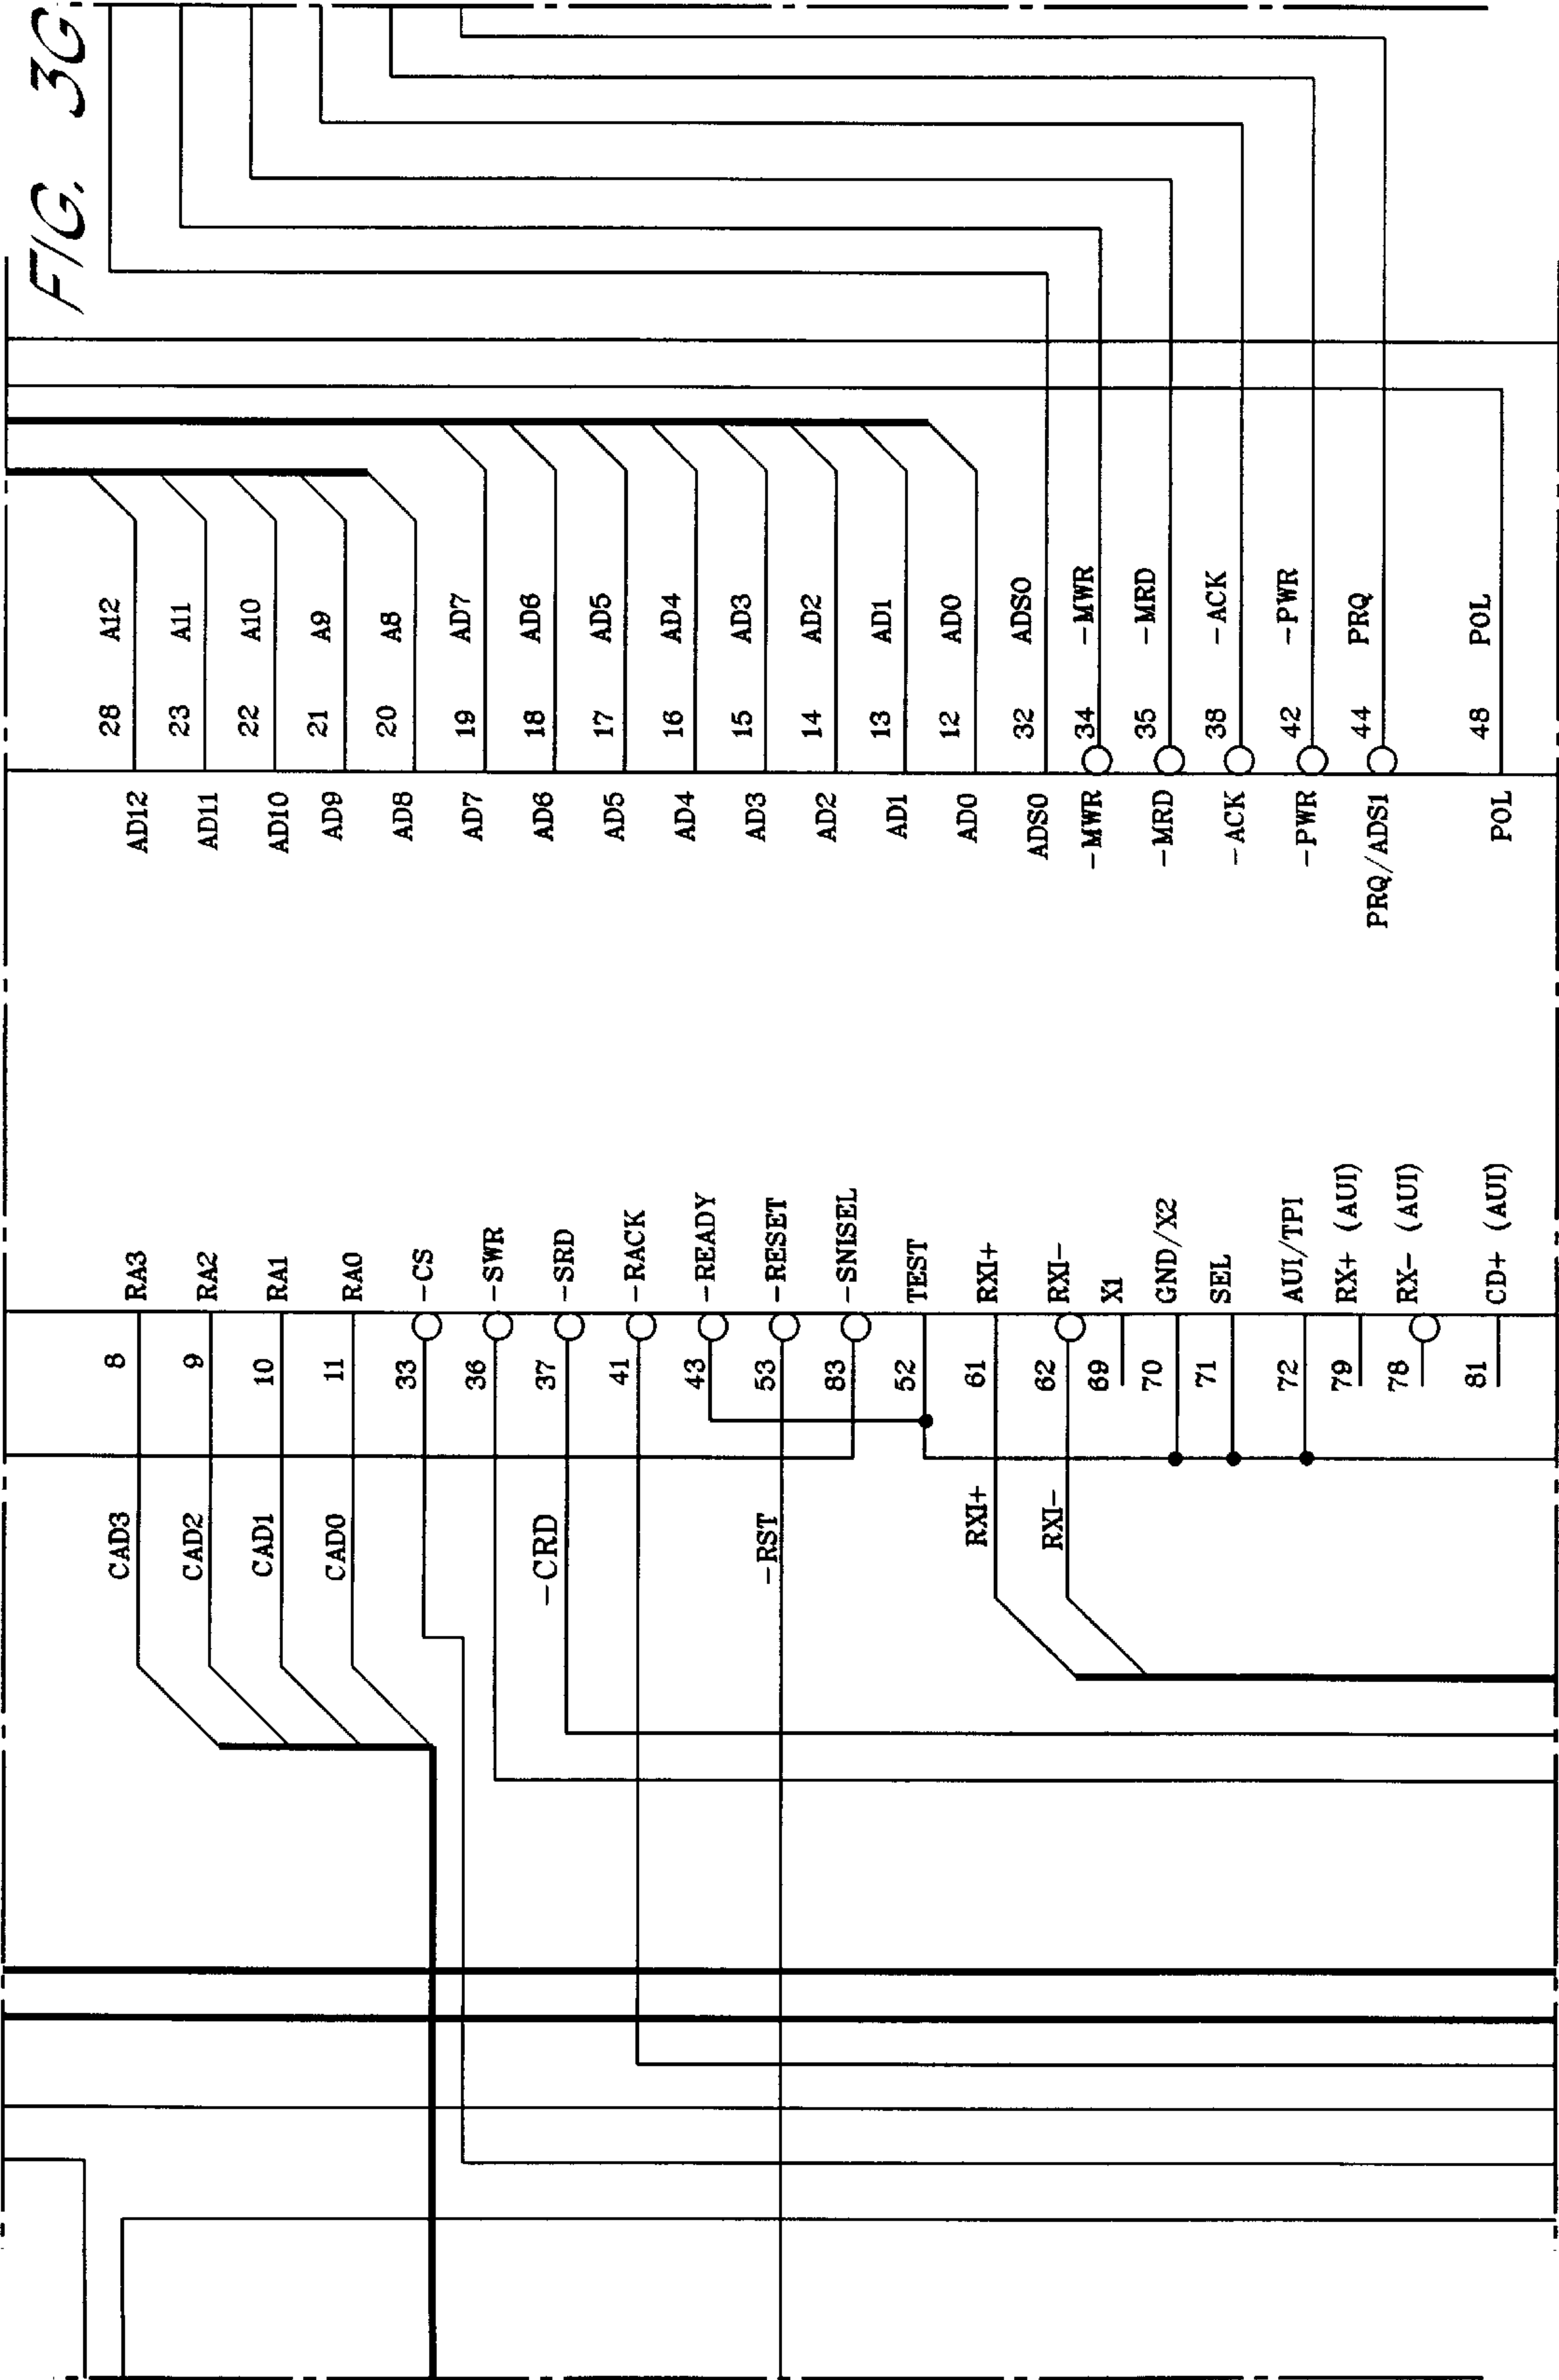 FIG. 3G
CAD3 8 RA3 AD12 28 A12
CAD2 9 RA2 AD11 23 A11
CAD1 10 RA1 AD10 22 A10
CAD0 11 RA0 AD9 21 A9
33 -CS AD8 20 A8
36 -SWR AD7 19 AD7
-CRD 37 -SRD AD6 18 AD6
41 -RACK AD5 17 AD5
43 -READY AD4 16 AD4
-RST 53 -RESET AD3 15 AD3
83 -SNISEL AD2 14 AD2
52 TEST AD1 13 AD1
RXI+ 61 RXI+ AD0 12 AD0
ADS0 32 ADS0
RXI- 62 RXI- -MWR 34 -MWR
69 X1
70 GND/X2 -MRD 35 -MRD
71 SEL -ACK 38 -ACK
72 AUI/TPI -PWR 42 -PWR
79 RX+ (AUI) PRQ/ADS1 44 PRQ
78 RX- (AUI)
81 CD+ (AUI) POL 48 POL